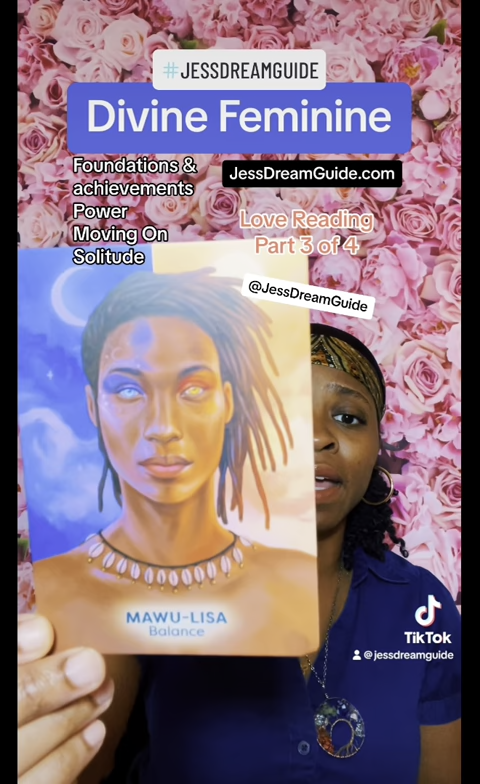 #JESSDREAMGUIDE
Divine Feminine
Foundations &
achievements
Power
Moving On
Solitude
JessDreamGuide.com
Love Reading
Part 3 of 4
@JessDreamGuide
MAWU-LISA
Balance
TikTok
@jessdreamguide